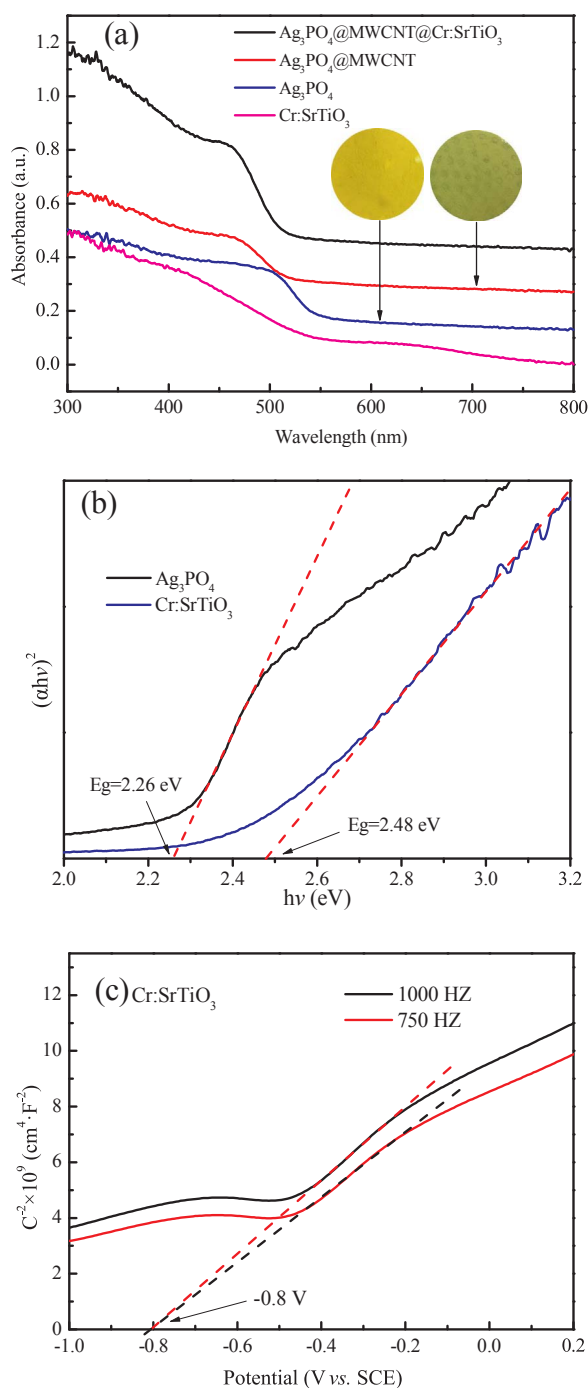 (a)
Ag₃PO₄@MWCNT@Cr:SrTiO₃
Ag₃PO₄@MWCNT
Ag₃PO₄
Cr:SrTiO₃
Absorbance (a.u.)
1.2
1.0
0.8
0.6
0.4
0.2
0.0
300 400 500 600 700 800
Wavelength (nm)
(b)
Ag₃PO₄
Cr:SrTiO₃
(αhν)²
Eg=2.26 eV
Eg=2.48 eV
2.0 2.2 2.4 2.6 2.8 3.0 3.2
hν (eV)
(c) Cr:SrTiO₃
1000 HZ
750 HZ
C⁻²×10⁹ (cm⁴·F⁻²)
12
10
8
6
4
2
0
-0.8 V
-1.0 -0.8 -0.6 -0.4 -0.2 0.0 0.2
Potential (V vs. SCE)